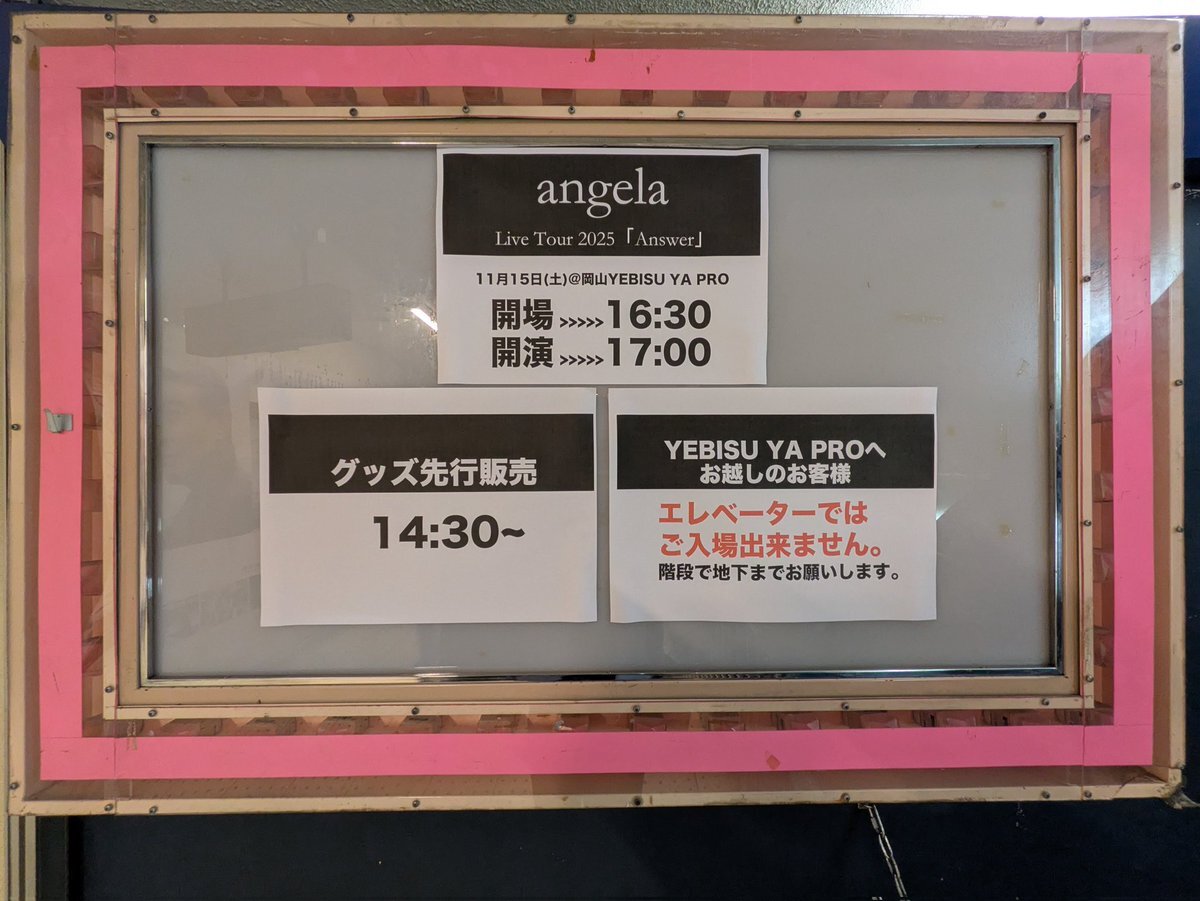 angela
Live Tour 2025「Answer」
11月15日(土)@岡山YEBISU YA PRO
開場 >>>>> 16:30
開演 >>>>> 17:00
グッズ先行販売
14:30~
YEBISU YA PROへ
お越しのお客様
エレベーターでは
ご入場出来ません。
階段で地下までお願いします。